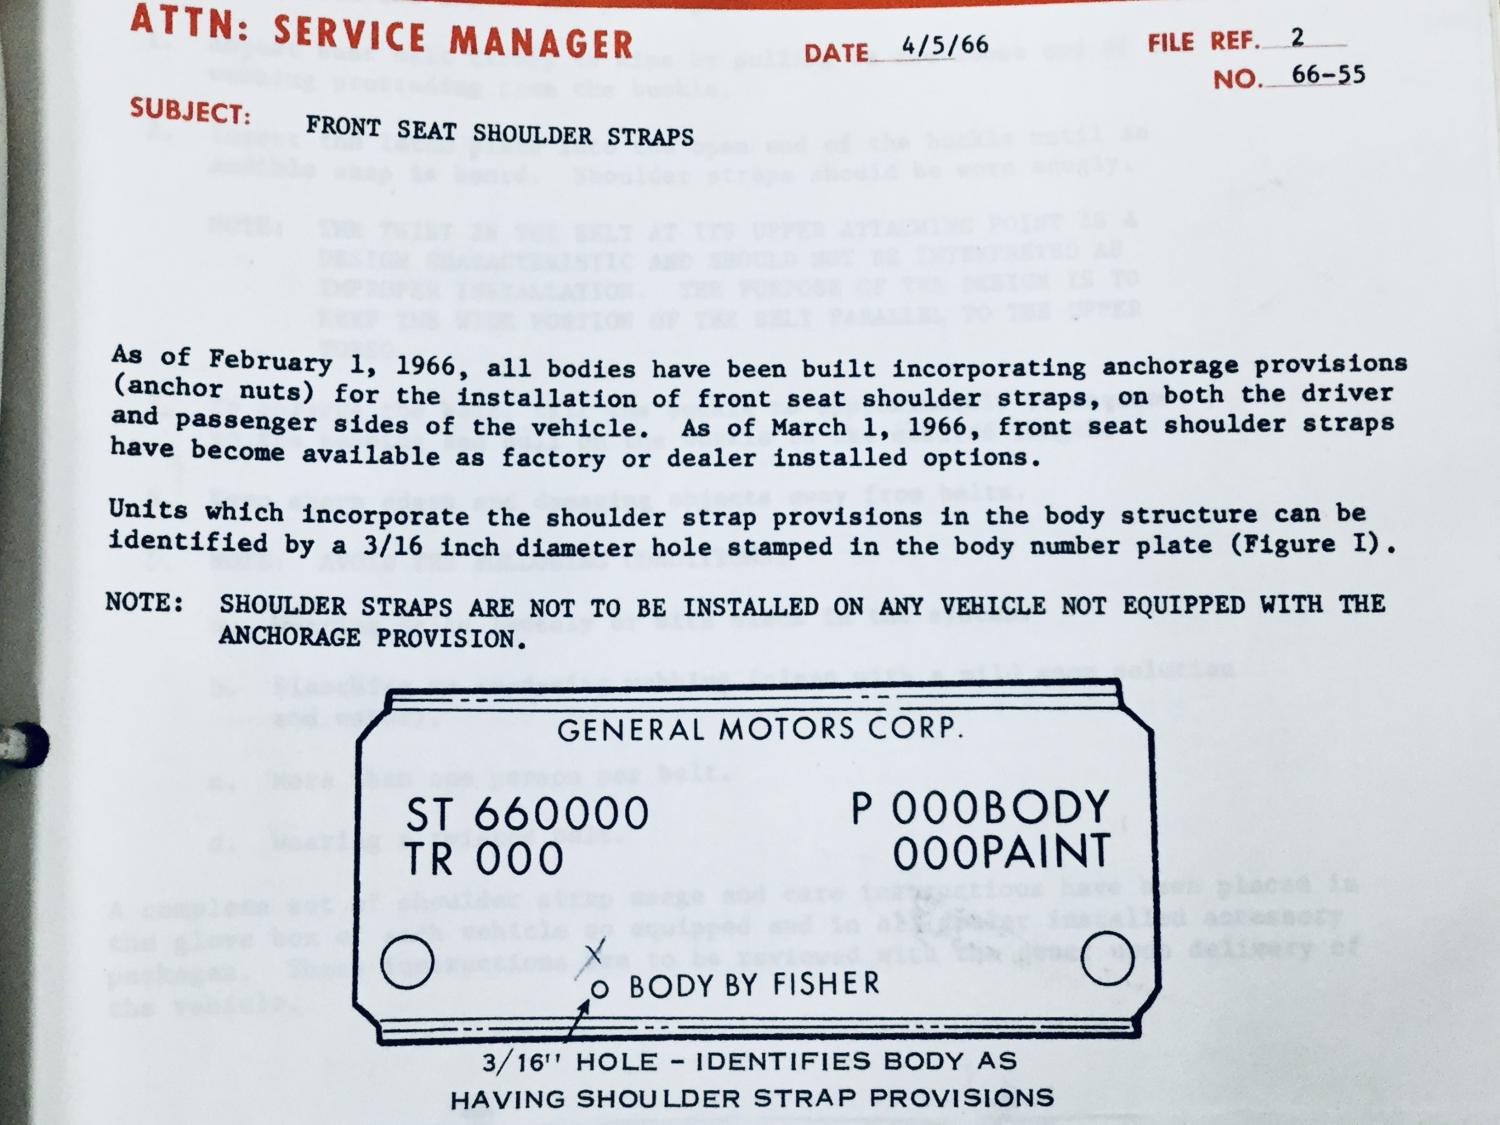 ATTN: SERVICE MANAGER
DATE 4/5/66
FILE REF. 2
NO. 66-55
SUBJECT: FRONT SEAT SHOULDER STRAPS
As of February 1, 1966, all bodies have been built incorporating anchorage provisions
(anchor nuts) for the installation of front seat shoulder straps, on both the driver
and passenger sides of the vehicle. As of March 1, 1966, front seat shoulder straps
have become available as factory or dealer installed options.
Units which incorporate the shoulder strap provisions in the body structure can be
identified by a 3/16 inch diameter hole stamped in the body number plate (Figure I).
NOTE: SHOULDER STRAPS ARE NOT TO BE INSTALLED ON ANY VEHICLE NOT EQUIPPED WITH THE
ANCHORAGE PROVISION.
GENERAL MOTORS CORP.
ST 660000 P 000BODY
TR 000 000PAINT
X
BODY BY FISHER
3/16" HOLE - IDENTIFIES BODY AS
HAVING SHOULDER STRAP PROVISIONS